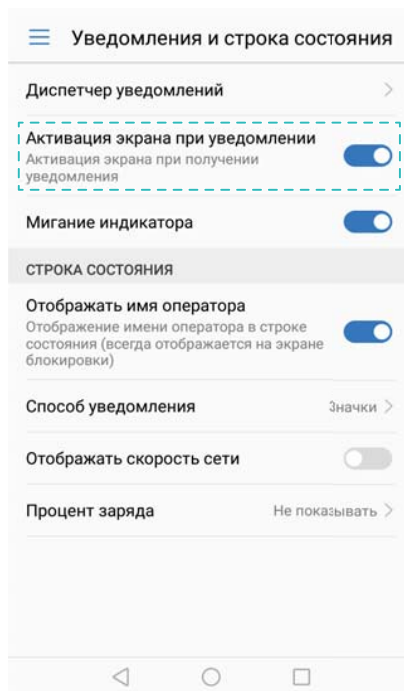 Уведомления и строка состояния
Диспетчер уведомлений
Активация экрана при уведомлении
Активация экрана при получении
уведомления
Мигание индикатора
СТРОКА СОСТОЯНИЯ
Отображать имя оператора
Отображение имени оператора в строке
состояния (всегда отображается на экране
блокировки)
Способ уведомления Значки
Отображать скорость сети
Процент заряда Не показывать